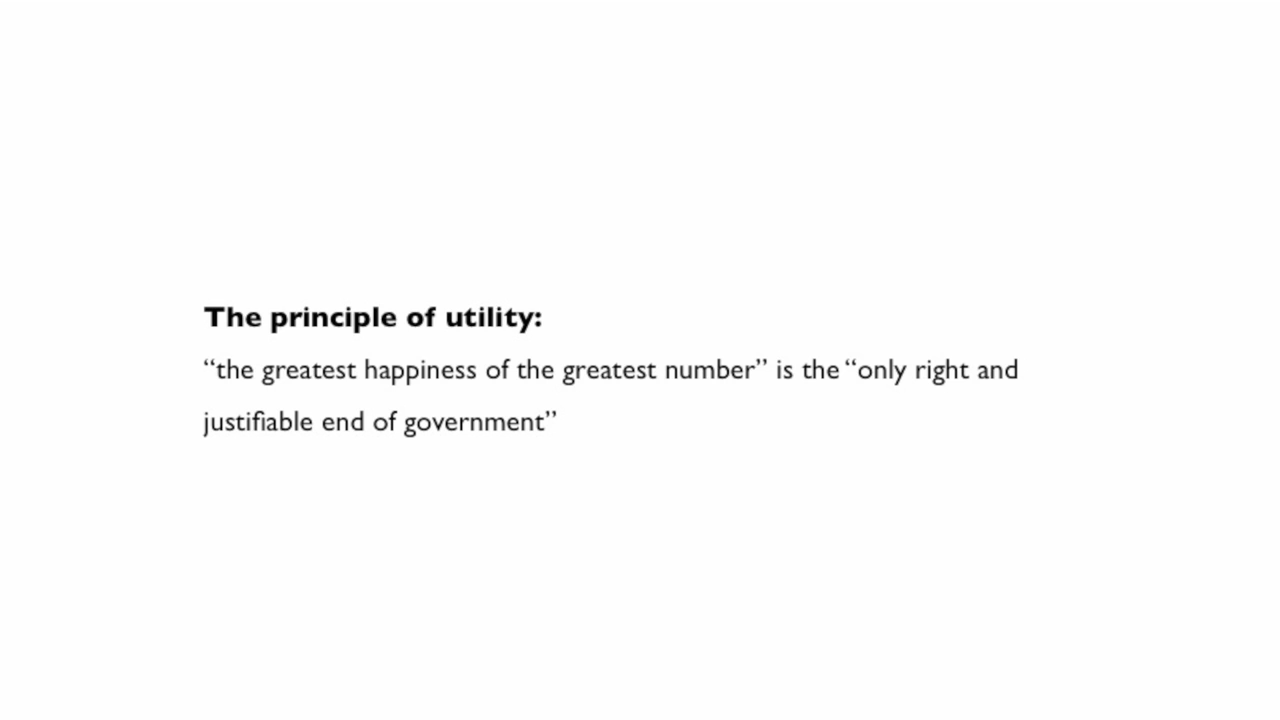 The principle of utility:
“the greatest happiness of the greatest number” is the “only right and
justifiable end of government”